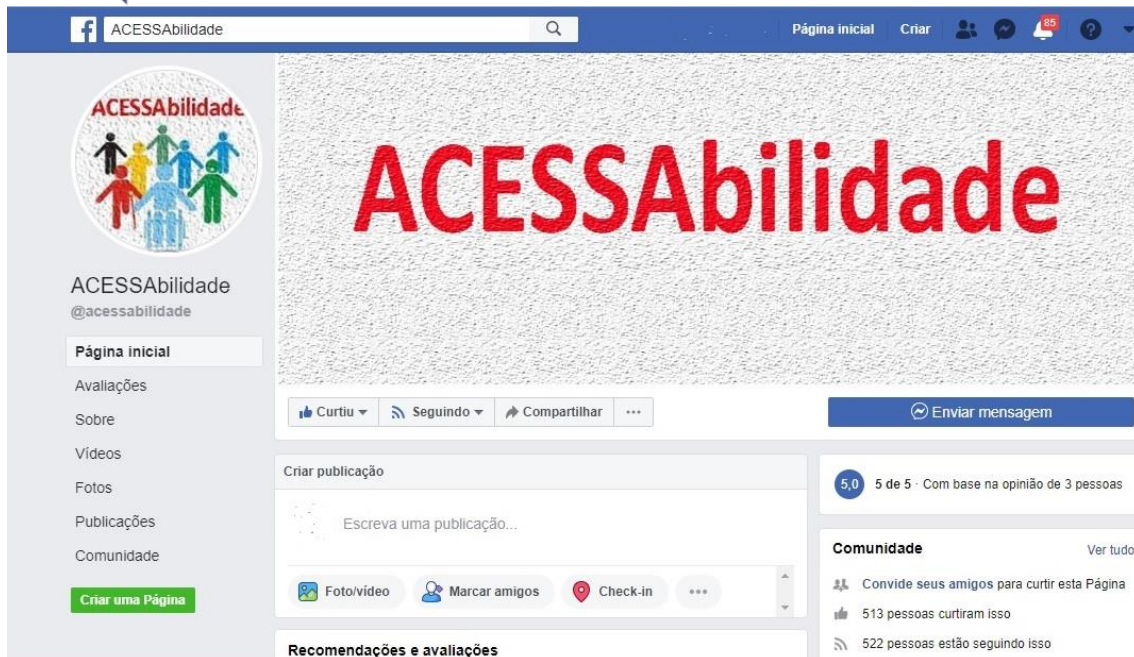 ACESSAbilidade
Página inicial
Criar
85
ACESSAbilidade
ACESSAbilidade
ACESSAbilidade
@acessabilidade
Página inicial
Avaliações
Sobre
Vídeos
Fotos
Publicações
Comunidade
Criar uma Página
Curtiu
Seguindo
Compartilhar
Enviar mensagem
Criar publicação
Escreva uma publicação...
Foto/vídeo
Marcar amigos
Check-in
Recomendações e avaliações
5,0 5 de 5 · Com base na opinião de 3 pessoas
Comunidade
Ver tudo
Convide seus amigos para curtir esta Página
513 pessoas curtiram isso
522 pessoas estão seguindo isso